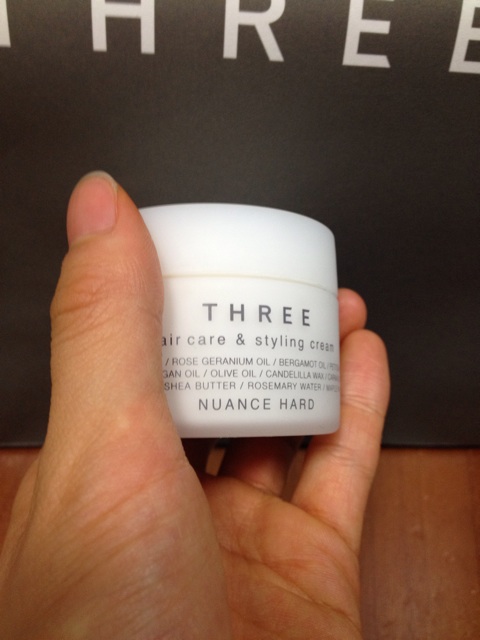 THREE
THREE
air care & styling cream
/ ROSE GERANIUM OIL / BERGAMOT OIL /
GAN OIL / OLIVE OIL / CANDELILLA WAX /
SHEA BUTTER / ROSEMARY WATER /
NUANCE HARD